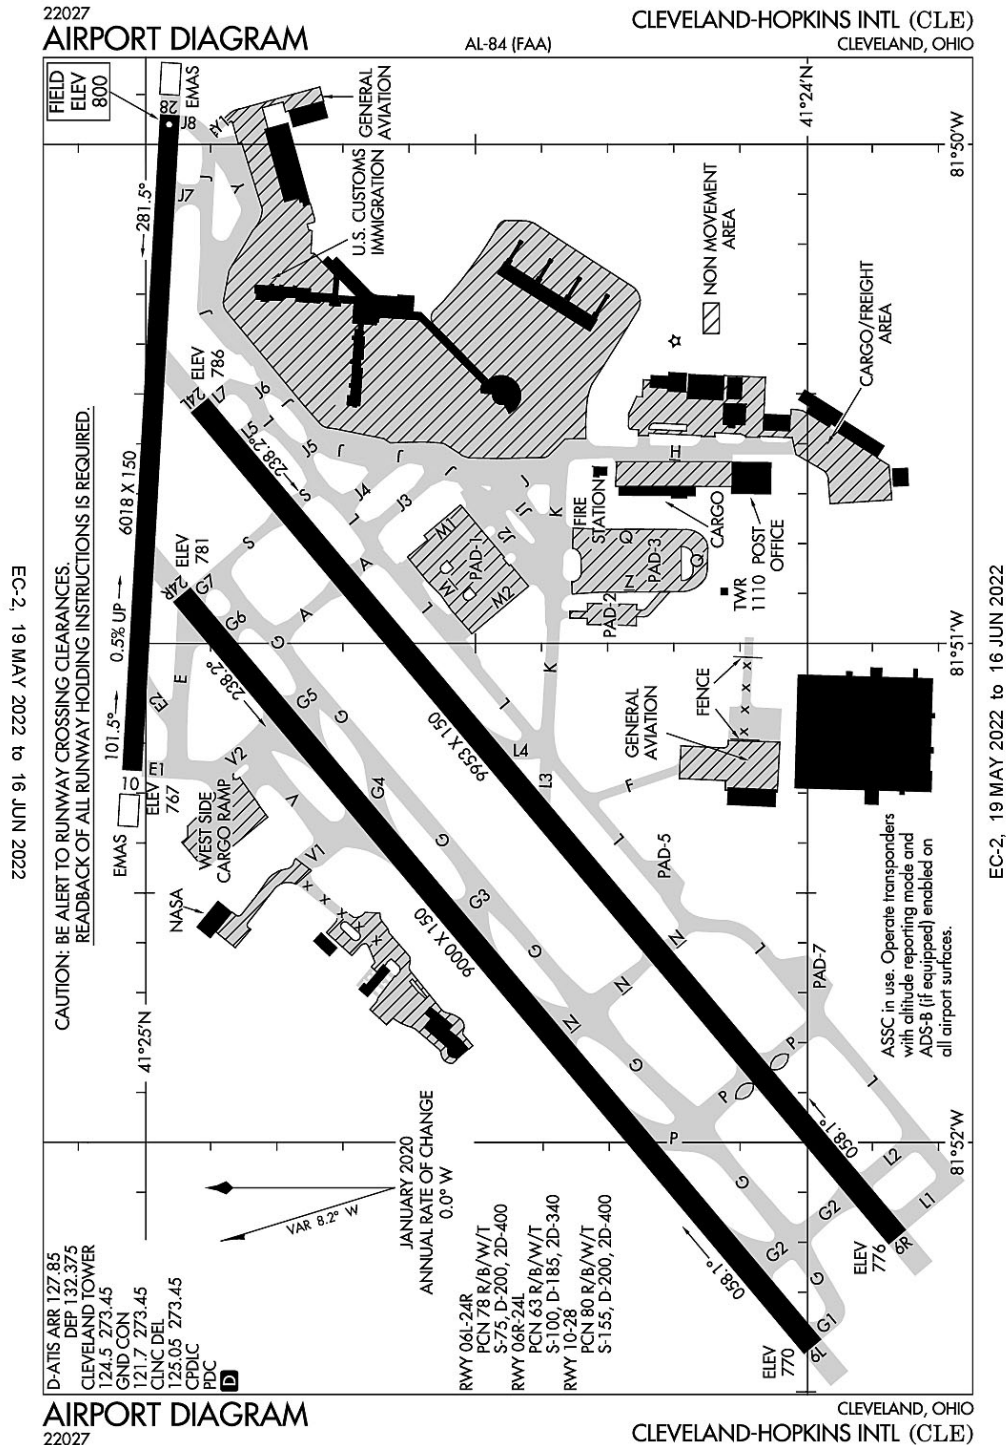 22027
AIRPORT DIAGRAM
AL-84 (FAA)
CLEVELAND-HOPKINS INTL (CLE)
CLEVELAND, OHIO
FIELD
ELEV
800
EMAS
28
J8
J7
J
Y
Y1
GENERAL
AVIATION
U.S. CUSTOMS
IMMIGRATION
41°24'N
81°50'W
281.5°
NON MOVEMENT
AREA
CARGO/FREIGHT
AREA
CAUTION: BE ALERT TO RUNWAY CROSSING CLEARANCES.
READBACK OF ALL RUNWAY HOLDING INSTRUCTIONS IS REQUIRED.
6018 X 150
0.5% UP
101.5°
J
ELEV
786
24L
L7
J6
J
L
L5
238.2°
J5
J
J
J
J
S
J4
J3
L
J1
J2
K
H
FIRE
STATION
CARGO
POST
OFFICE
TWR
1110
M1
PAD-1
M
M2
PAD-3
Q
Q
Z
PAD-2
S
A
ELEV
781
24R
G7
G6
A
G
L
81°51'W
K
E2
E
238.2°
G5
G
E1
10
ELEV
767
EMAS
V2
V
WEST SIDE
CARGO RAMP
V1
NASA
G4
G
9953 X 150
L
L4
L3
GENERAL
AVIATION
FENCE
F
L
PAD-5
G3
9000 X 150
G
N
N
N
L
PAD-7
ASSC in use. Operate transponders
with altitude reporting mode and
ADS-B (if equipped) enabled on
all airport surfaces.
41°25'N
G
P
P
P
L
058.1°
81°52'W
L2
L1
G
G2
G2
ELEV
776
6R
058.1°
G
G1
ELEV
770
6L
JANUARY 2020
ANNUAL RATE OF CHANGE
0.0° W
VAR 8.2° W
D-ATIS ARR 127.85
DEP 132.375
CLEVELAND TOWER
124.5 273.45
GND CON
121.7 273.45
CLNC DEL
125.05 273.45
CPDLC
PDC
D
RWY 06L-24R
PCN 78 R/B/W/T
S-75, D-200, 2D-400
RWY 06R-24L
PCN 63 R/B/W/T
S-100, D-185, 2D-340
RWY 10-28
PCN 80 R/B/W/T
S-155, D-200, 2D-400
EC-2, 19 MAY 2022 to 16 JUN 2022
EC-2, 19 MAY 2022 to 16 JUN 2022
AIRPORT DIAGRAM
22027
CLEVELAND, OHIO
CLEVELAND-HOPKINS INTL (CLE)